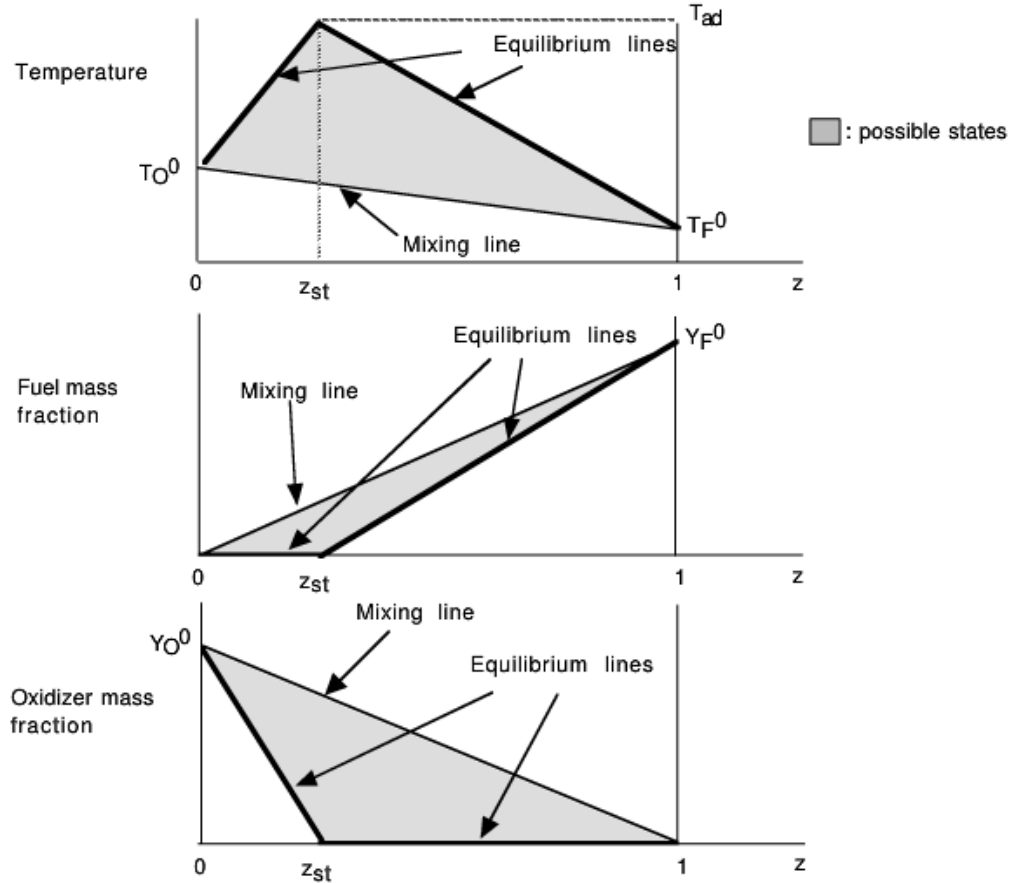 T_ad
Equilibrium lines
Temperature
: possible states
T_O^0
T_F^0
Mixing line
0 z_st 1 z
Equilibrium lines
Y_F^0
Fuel mass
fraction
Mixing line
0 z_st 1 z
Mixing line
Y_O^0
Equilibrium lines
Oxidizer mass
fraction
0 z_st 1 z